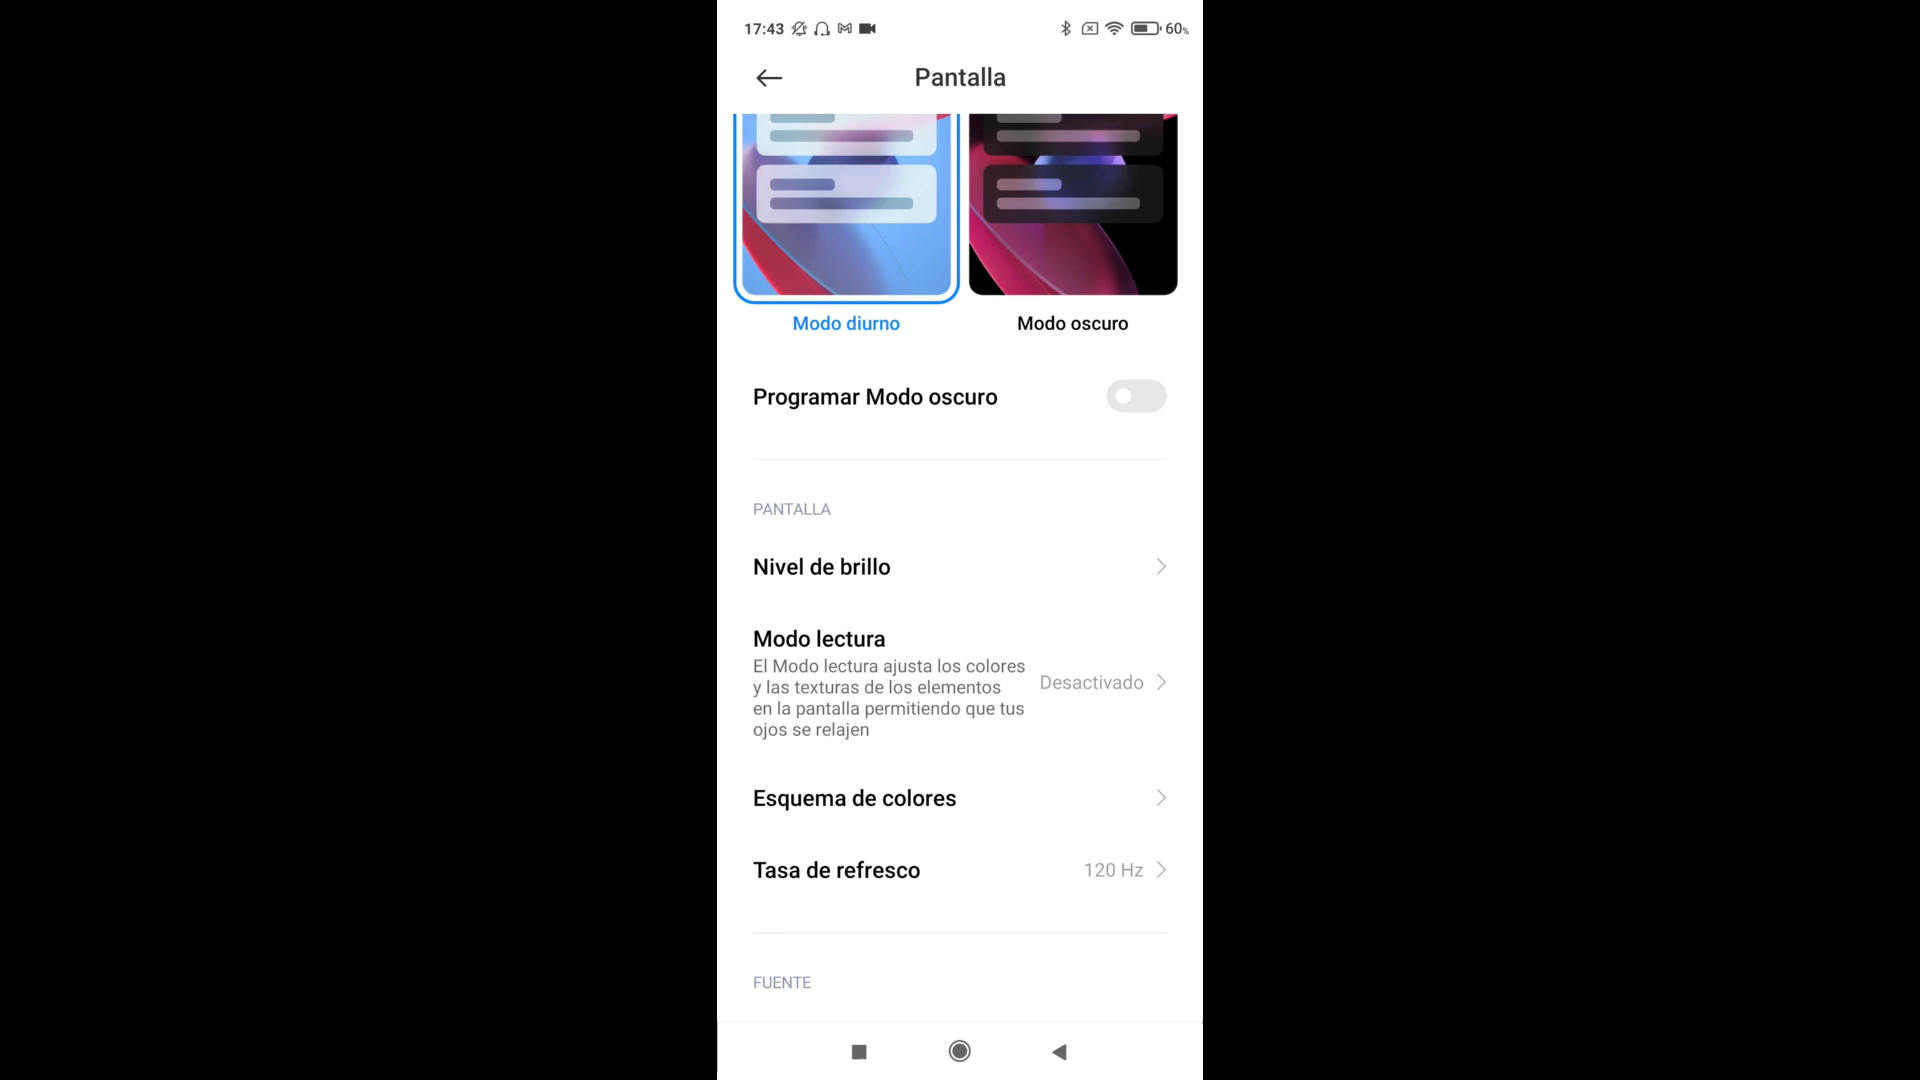 17:43
60%
Pantalla
Modo diurno
Modo oscuro
Programar Modo oscuro
PANTALLA
Nivel de brillo
Modo lectura
El Modo lectura ajusta los colores
y las texturas de los elementos
en la pantalla permitiendo que tus
ojos se relajen
Desactivado
Esquema de colores
Tasa de refresco
120 Hz
FUENTE